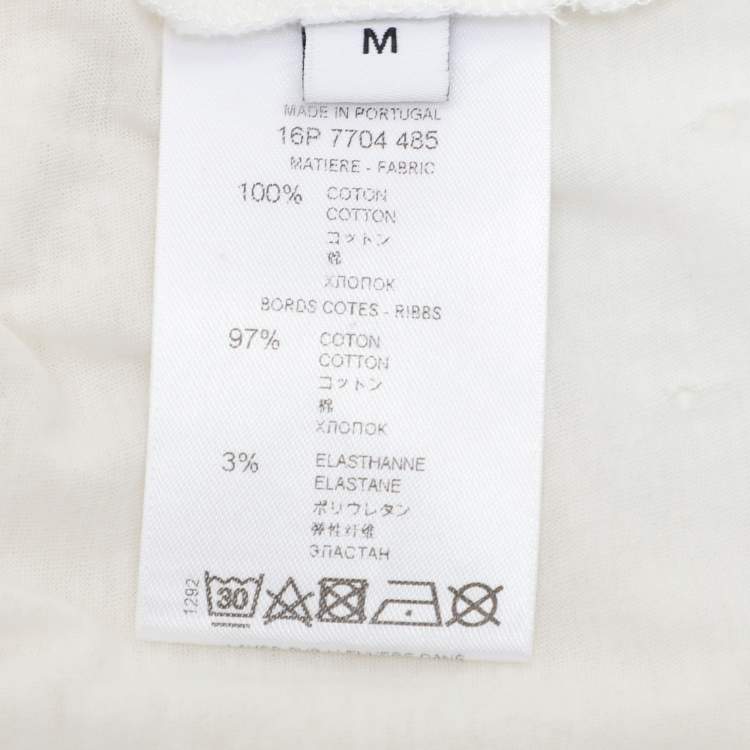 M
MADE IN PORTUGAL
16P 7704 485
MATIERE - FABRIC
100% COTON
COTTON
コットン
棉
ХЛОПОК
BORDS COTES - RIBBS
97% COTON
COTTON
コットン
棉
ХЛОПОК
3% ELASTHANNE
ELASTANE
ポリウレタン
弹性纤维
ЭЛАСТАН
1292
30